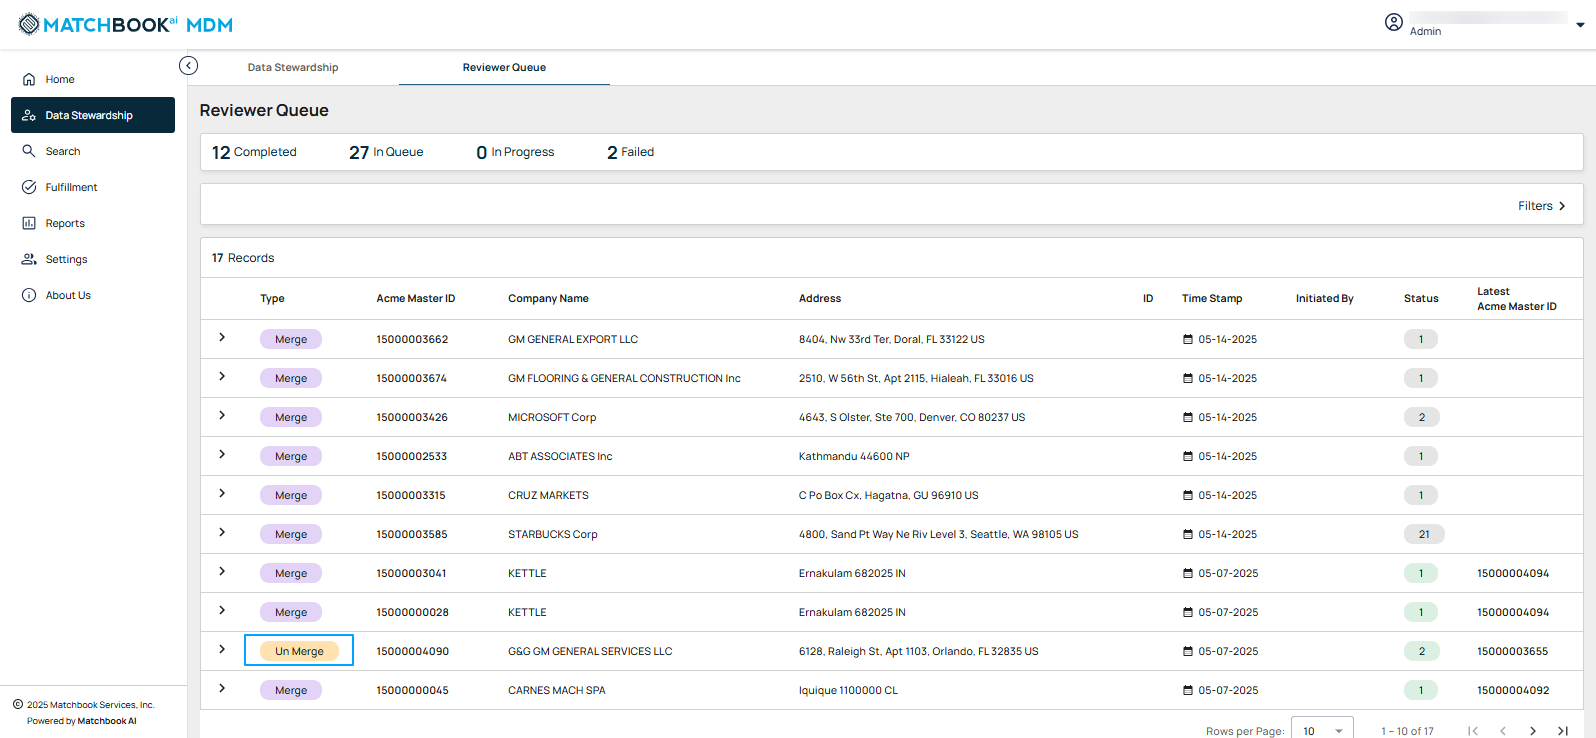 MATCHBOOK ai MDM
Admin
Home
Data Stewardship
Search
Fulfillment
Reports
Settings
About Us
© 2025 Matchbook Services, Inc.
Powered by Matchbook AI
Data Stewardship Reviewer Queue
Reviewer Queue
12 Completed 27 In Queue 0 In Progress 2 Failed
Filters
17 Records
Type Acme Master ID Company Name Address ID Time Stamp Initiated By Status Latest Acme Master ID
Merge 15000003662 GM GENERAL EXPORT LLC 8404, Nw 33rd Ter, Doral, FL 33122 US 05-14-2025 1
Merge 15000003674 GM FLOORING & GENERAL CONSTRUCTION Inc 2510, W 56th St, Apt 2115, Hialeah, FL 33016 US 05-14-2025 1
Merge 15000003426 MICROSOFT Corp 4643, S Olster, Ste 700, Denver, CO 80237 US 05-14-2025 2
Merge 15000002533 ABT ASSOCIATES Inc Kathmandu 44600 NP 05-14-2025 1
Merge 15000003315 CRUZ MARKETS C Po Box Cx, Hagatna, GU 96910 US 05-14-2025 1
Merge 15000003585 STARBUCKS Corp 4800, Sand Pt Way Ne Riv Level 3, Seattle, WA 98105 US 05-14-2025 21
Merge 15000003041 KETTLE Ernakulam 682025 IN 05-07-2025 1 15000004094
Merge 15000000028 KETTLE Ernakulam 682025 IN 05-07-2025 1 15000004094
Un Merge 15000004090 G&G GM GENERAL SERVICES LLC 6128, Raleigh St, Apt 1103, Orlando, FL 32835 US 05-07-2025 2 15000003655
Merge 15000000045 CARNES MACH SPA Iquique 1100000 CL 05-07-2025 1 15000004092
Rows per Page: 10 1 – 10 of 17